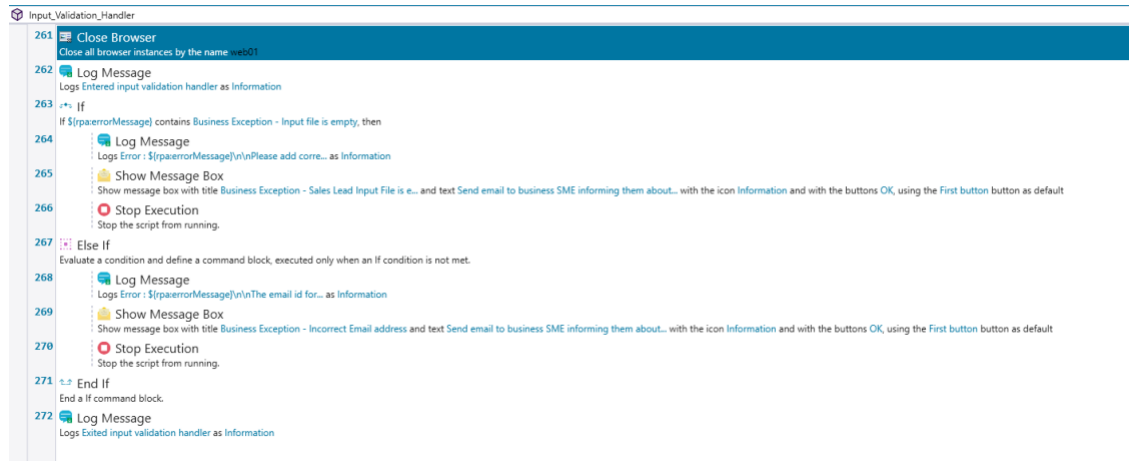 Input_Validation_Handler
261 Close Browser
Close all browser instances by the name web01
262 Log Message
Logs Entered input validation handler as Information
263 If
If ${rpa:errorMessage} contains Business Exception - Input file is empty, then
264 Log Message
Logs Error : ${rpa:errorMessage}\n\nPlease add corre... as Information
265 Show Message Box
Show message box with title Business Exception - Sales Lead Input File is e... and text Send email to business SME informing them about... with the icon Information and with the buttons OK, using the First button button as default
266 Stop Execution
Stop the script from running.
267 Else If
Evaluate a condition and define a command block, executed only when an If condition is not met.
268 Log Message
Logs Error : ${rpa:errorMessage}\n\nThe email id for... as Information
269 Show Message Box
Show message box with title Business Exception - Incorrect Email address and text Send email to business SME informing them about... with the icon Information and with the buttons OK, using the First button button as default
270 Stop Execution
Stop the script from running.
271 End If
End a If command block.
272 Log Message
Logs Exited input validation handler as Information